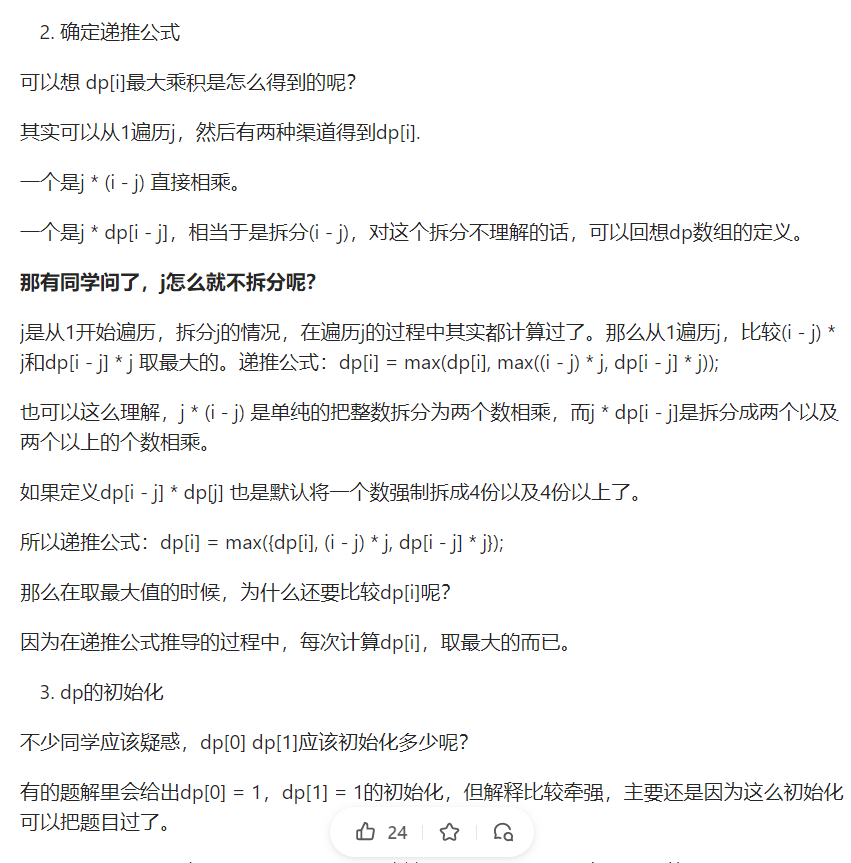 2. 确定递推公式
可以想 dp[i]最大乘积是怎么得到的呢？
其实可以从1遍历j，然后有两种渠道得到dp[i].
一个是j * (i - j) 直接相乘。
一个是j * dp[i - j]，相当于是拆分(i - j)，对这个拆分不理解的话，可以回想dp数组的定义。
那有同学问了，j怎么就不拆分呢？
j是从1开始遍历，拆分j的情况，在遍历j的过程中其实都计算过了。那么从1遍历j，比较(i - j) *
j和dp[i - j] * j 取最大的。递推公式：dp[i] = max(dp[i], max((i - j) * j, dp[i - j] * j));
也可以这么理解，j * (i - j) 是单纯的把整数拆分为两个数相乘，而j * dp[i - j]是拆分成两个以及
两个以上的个数相乘。
如果定义dp[i - j] * dp[j] 也是默认将一个数强制拆成4份以及4份以上了。
所以递推公式：dp[i] = max({dp[i], (i - j) * j, dp[i - j] * j});
那么在取最大值的时候，为什么还要比较dp[i]呢？
因为在递推公式推导的过程中，每次计算dp[i]，取最大的而已。
3. dp的初始化
不少同学应该疑惑，dp[0] dp[1]应该初始化多少呢？
有的题解里会给出dp[0] = 1，dp[1] = 1的初始化，但解释比较牵强，主要还是因为这么初始化
可以把题目过了。
24